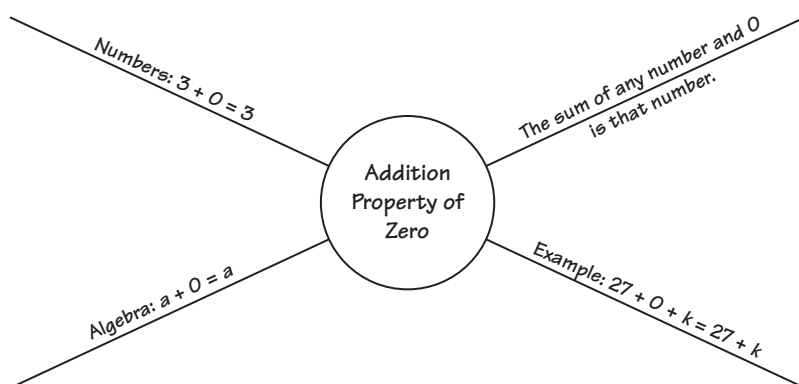 Numbers: 3 + 0 = 3
The sum of any number and 0
is that number.
Addition
Property of
Zero
Algebra: a + 0 = a
Example: 27 + 0 + k = 27 + k